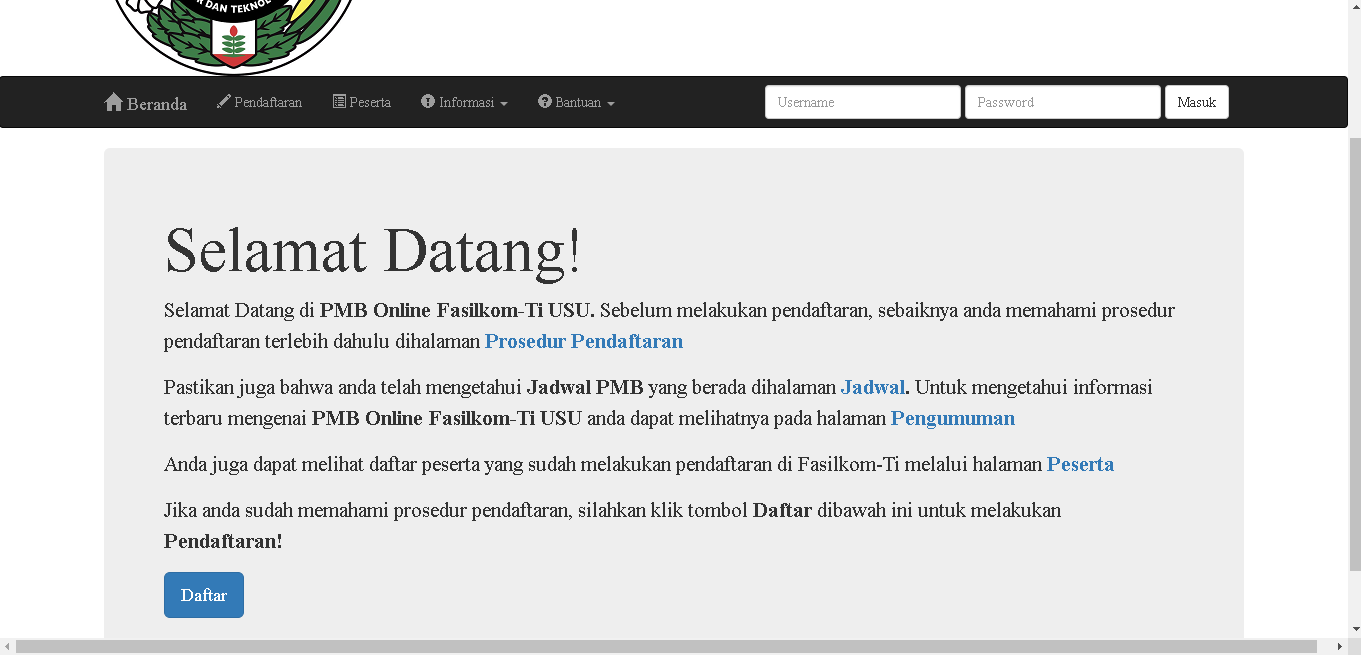 DAN TEKNOL
Beranda Pendaftaran Peserta Informasi Bantuan Username Password Masuk
Selamat Datang!
Selamat Datang di PMB Online Fasilkom-Ti USU. Sebelum melakukan pendaftaran, sebaiknya anda memahami prosedur
pendaftaran terlebih dahulu dihalaman Prosedur Pendaftaran
Pastikan juga bahwa anda telah mengetahui Jadwal PMB yang berada dihalaman Jadwal. Untuk mengetahui informasi
terbaru mengenai PMB Online Fasilkom-Ti USU anda dapat melihatnya pada halaman Pengumuman
Anda juga dapat melihat daftar peserta yang sudah melakukan pendaftaran di Fasilkom-Ti melalui halaman Peserta
Jika anda sudah memahami prosedur pendaftaran, silahkan klik tombol Daftar dibawah ini untuk melakukan
Pendaftaran!
Daftar